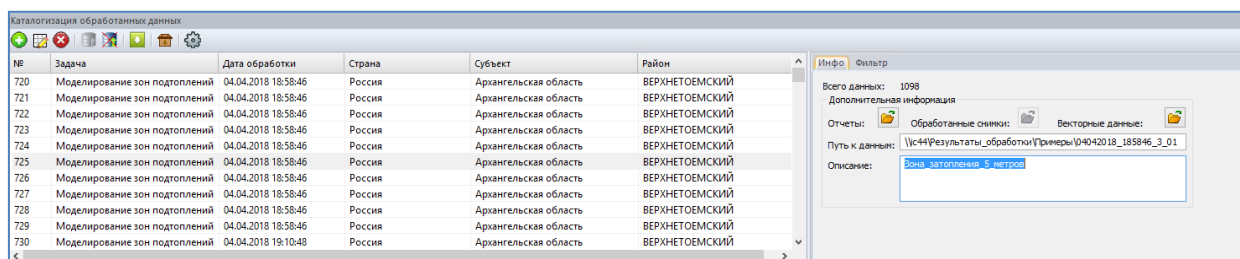 Каталогизация обработанных данных
№ Задача Дата обработки Страна Субъект Район
720 Моделирование зон подтоплений 04.04.2018 18:58:46 Россия Архангельская область ВЕРХНЕТОЕМСКИЙ
721 Моделирование зон подтоплений 04.04.2018 18:58:46 Россия Архангельская область ВЕРХНЕТОЕМСКИЙ
722 Моделирование зон подтоплений 04.04.2018 18:58:46 Россия Архангельская область ВЕРХНЕТОЕМСКИЙ
723 Моделирование зон подтоплений 04.04.2018 18:58:46 Россия Архангельская область ВЕРХНЕТОЕМСКИЙ
724 Моделирование зон подтоплений 04.04.2018 18:58:46 Россия Архангельская область ВЕРХНЕТОЕМСКИЙ
725 Моделирование зон подтоплений 04.04.2018 18:58:46 Россия Архангельская область ВЕРХНЕТОЕМСКИЙ
726 Моделирование зон подтоплений 04.04.2018 18:58:46 Россия Архангельская область ВЕРХНЕТОЕМСКИЙ
727 Моделирование зон подтоплений 04.04.2018 18:58:46 Россия Архангельская область ВЕРХНЕТОЕМСКИЙ
728 Моделирование зон подтоплений 04.04.2018 18:58:46 Россия Архангельская область ВЕРХНЕТОЕМСКИЙ
729 Моделирование зон подтоплений 04.04.2018 18:58:46 Россия Архангельская область ВЕРХНЕТОЕМСКИЙ
730 Моделирование зон подтоплений 04.04.2018 19:10:48 Россия Архангельская область ВЕРХНЕТОЕМСКИЙ
Инфо Фильтр
Всего данных: 1098
Дополнительная информация
Отчеты: Обработанные снимки: Векторные данные:
Путь к данным: \\ic44\Результаты_обработки\Примеры\04042018_185846_3_01
Описание: Зона_затопления_5_метров